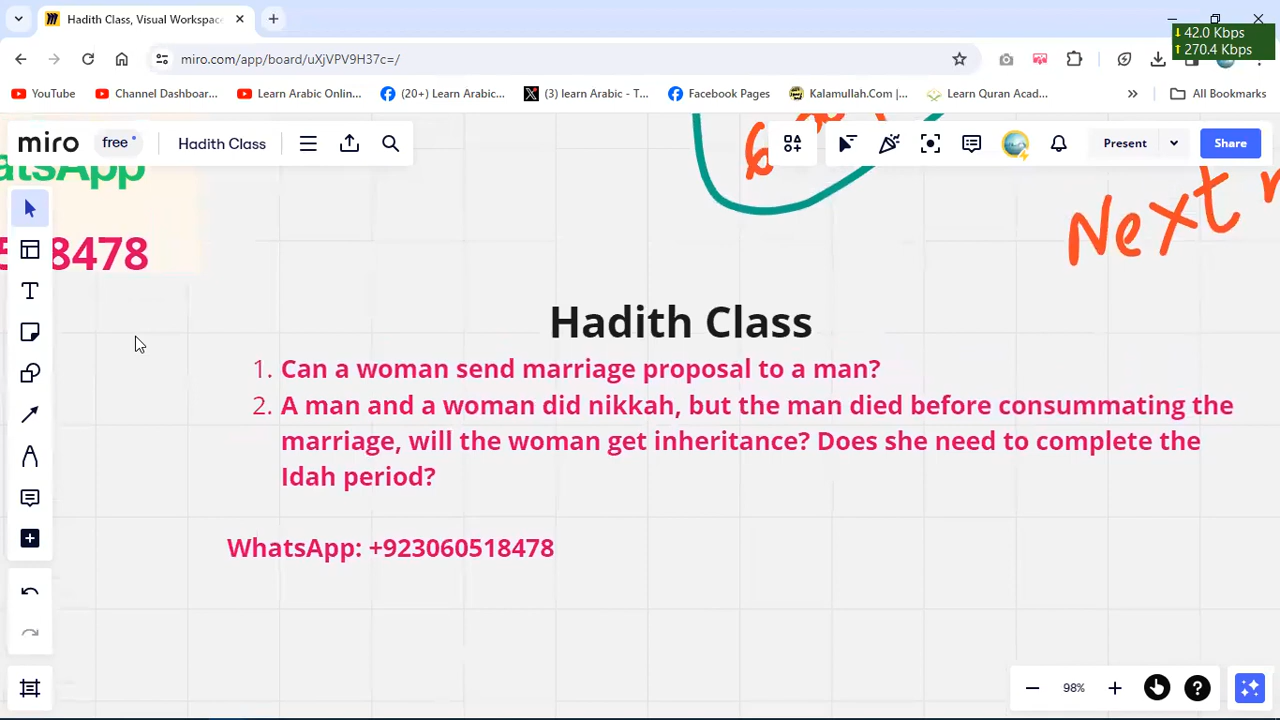 Hadith Class, Visual Workspac
42.0 Kbps
270.4 Kbps
miro.com/app/board/uXjVPV9H37c=/
YouTube
Channel Dashboar...
Learn Arabic Onlin...
(20+) Learn Arabic...
(3) learn Arabic - T...
Facebook Pages
Kalamullah.Com |...
Learn Quran Acad...
All Bookmarks
miro
free
Hadith Class
Present
Share
atsApp
8478
Next
Hadith Class
1. Can a woman send marriage proposal to a man?
2. A man and a woman did nikkah, but the man died before consummating the
marriage, will the woman get inheritance? Does she need to complete the
Idah period?
WhatsApp: +923060518478
98%